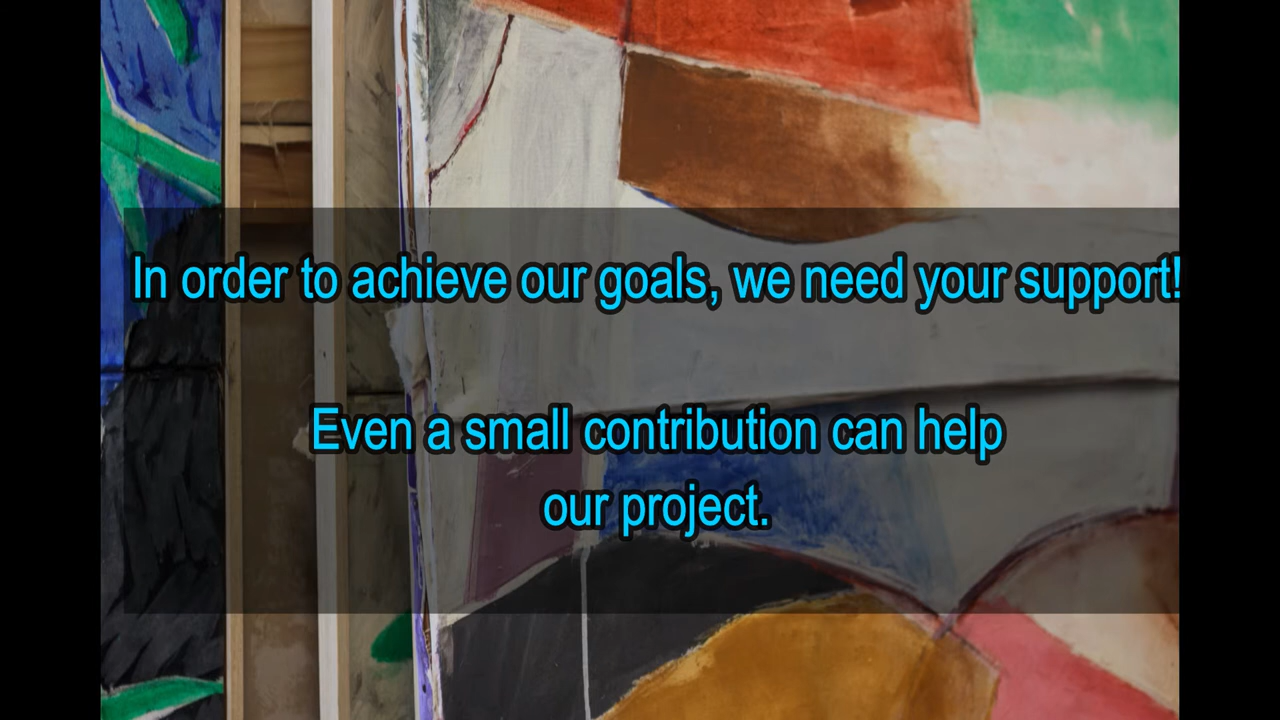 In order to achieve our goals, we need your support!
Even a small contribution can help
our project.